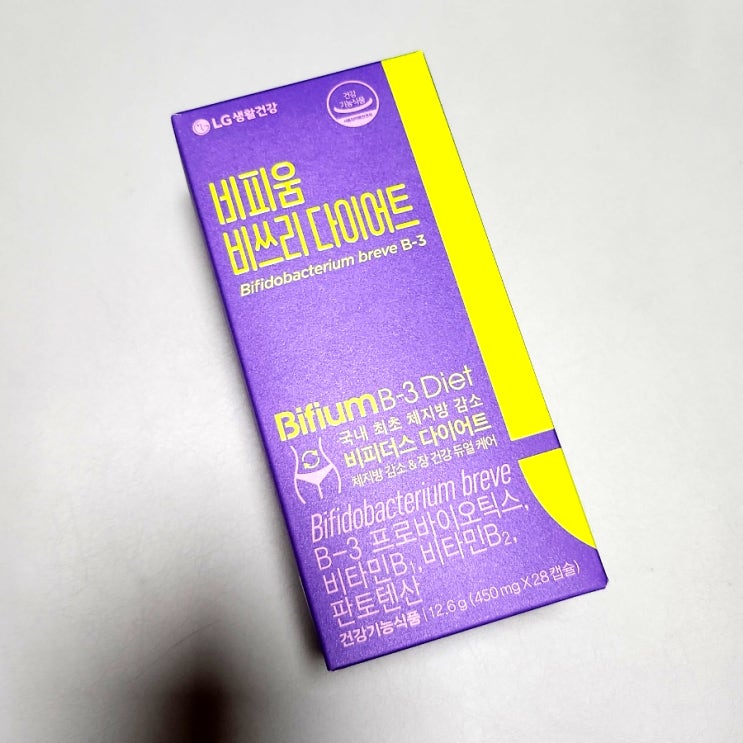 LG생활건강
건강
기능식품
비피움
비쓰리 다이어트
Bifidobacterium breve B-3
Bifium B-3 Diet
국내 최초 체지방 감소
비피더스 다이어트
체지방 감소 & 장 건강 듀얼 케어
Bifidobacterium breve
B-3 프로바이오틱스,
비타민B₁, 비타민B₂,
판토텐산
건강기능식품 | 12.6 g (450 mg X 28 캡슐)